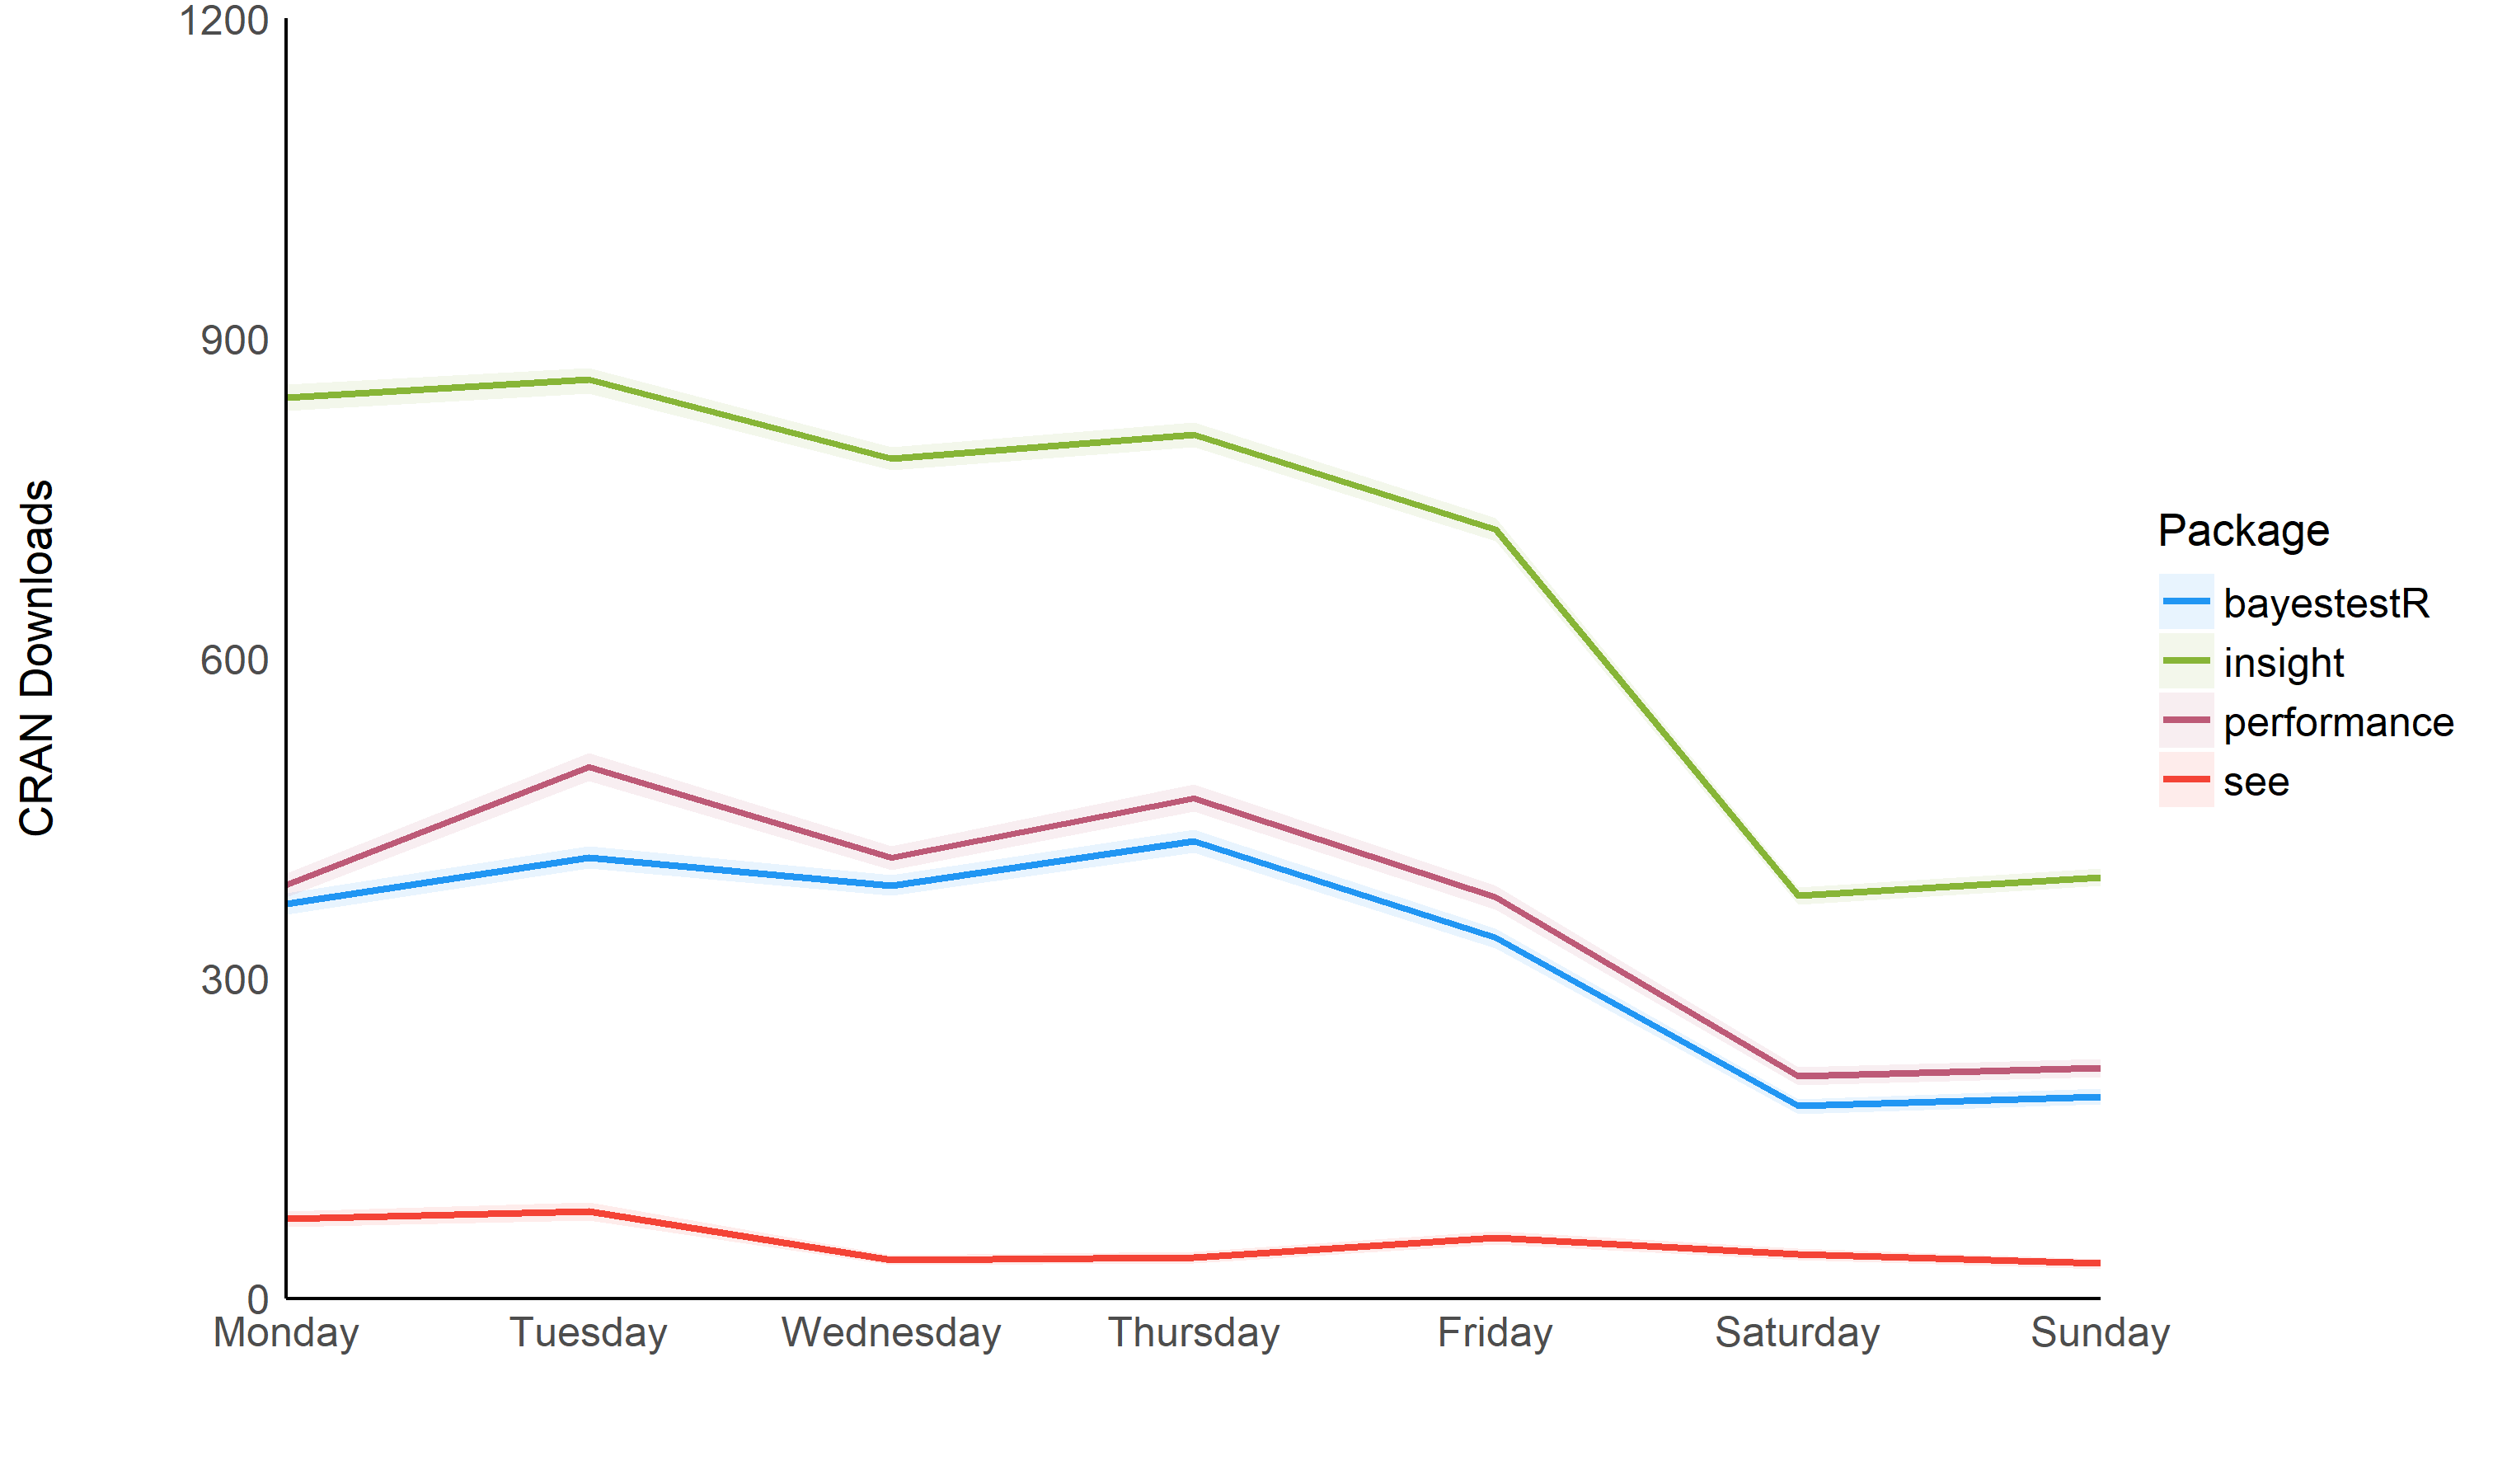 CRAN Downloads
1200
900
600
300
0
Monday Tuesday Wednesday Thursday Friday Saturday Sunday
Package
bayestestR
insight
performance
see